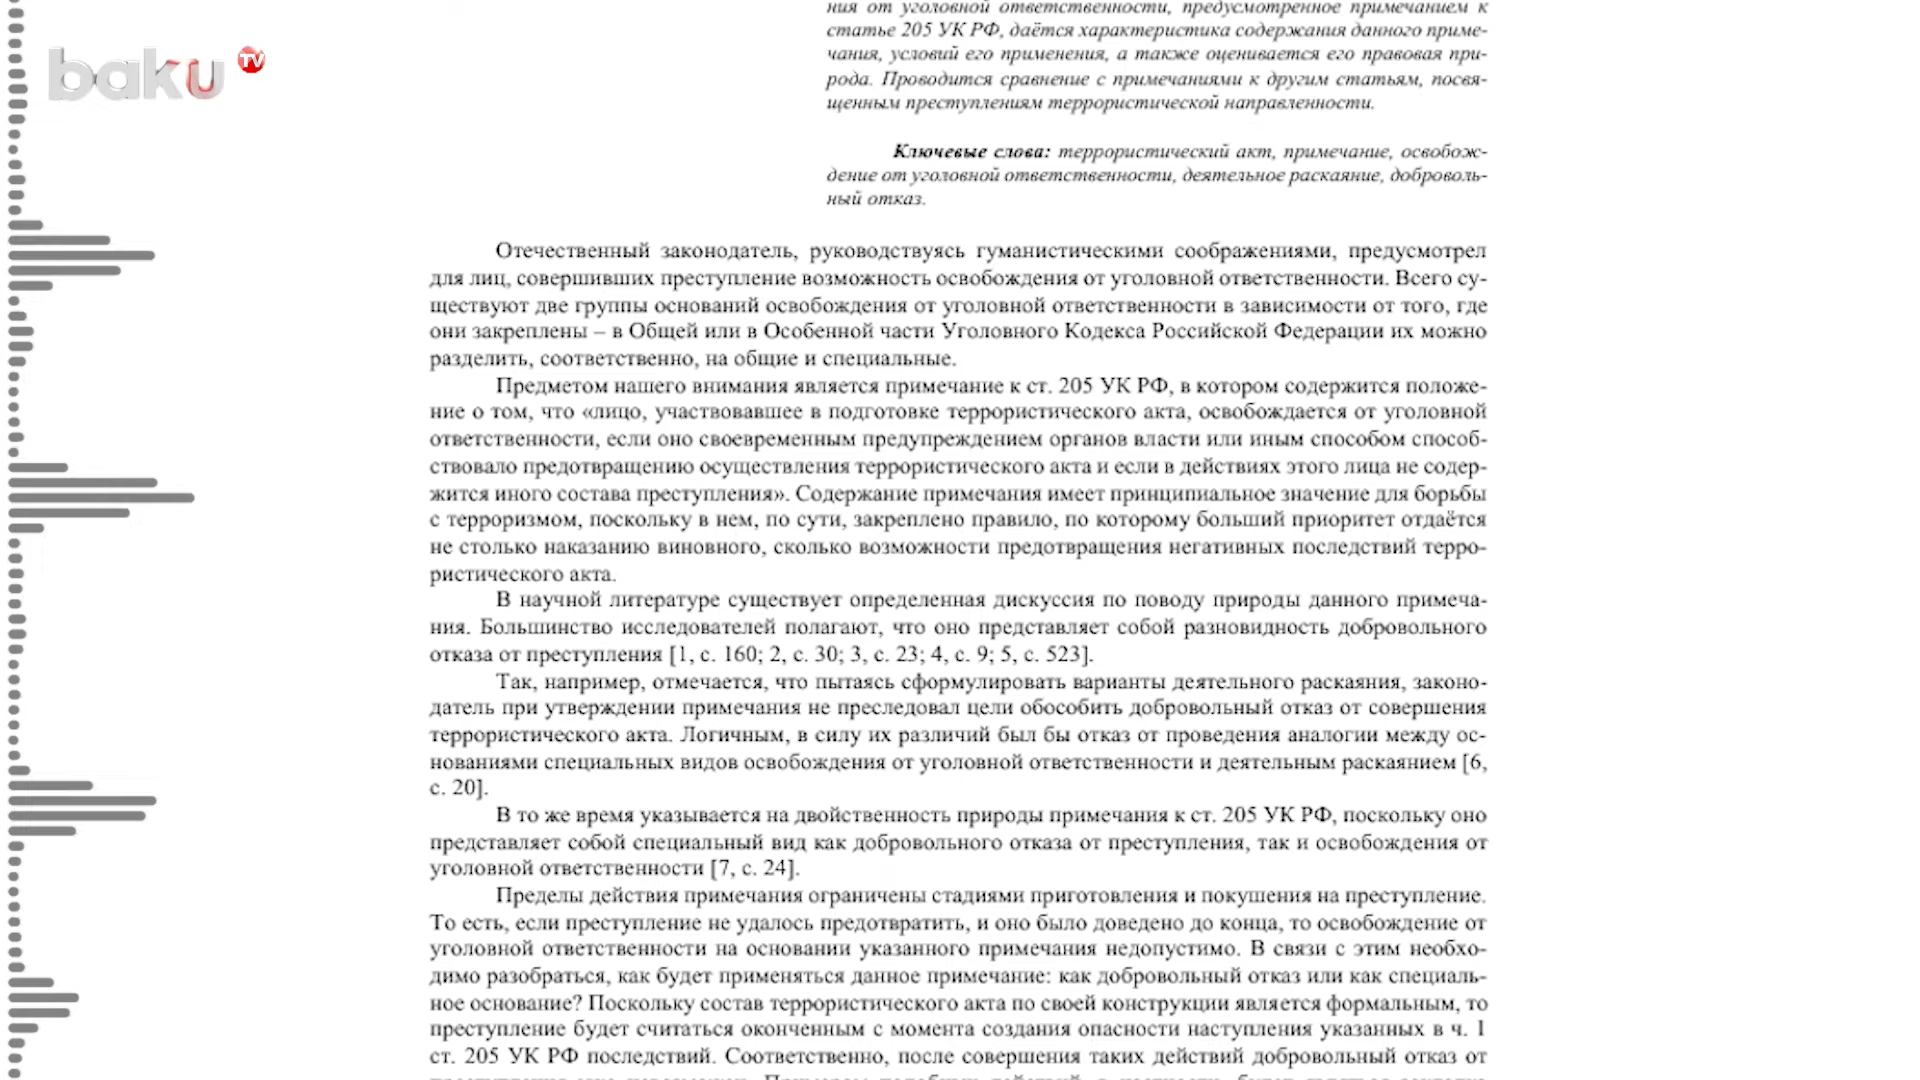 baku TV
ния от уголовной ответственности, предусмотренное примечанием к
статье 205 УК РФ, даётся характеристика содержания данного приме-
чания, условий его применения, а также оценивается его правовая при-
рода. Проводится сравнение с примечаниями к другим статьям, посвя-
щенным преступлениям террористической направленности.
Ключевые слова: террористический акт, примечание, освобож-
дение от уголовной ответственности, деятельное раскаяние, доброволь-
ный отказ.
Отечественный законодатель, руководствуясь гуманистическими соображениями, предусмотрел
для лиц, совершивших преступление возможность освобождения от уголовной ответственности. Всего су-
ществуют две группы оснований освобождения от уголовной ответственности в зависимости от того, где
они закреплены – в Общей или в Особенной части Уголовного Кодекса Российской Федерации их можно
разделить, соответственно, на общие и специальные.
Предметом нашего внимания является примечание к ст. 205 УК РФ, в котором содержится положе-
ние о том, что «лицо, участвовавшее в подготовке террористического акта, освобождается от уголовной
ответственности, если оно своевременным предупреждением органов власти или иным способом способ-
ствовало предотвращению осуществления террористического акта и если в действиях этого лица не содер-
жится иного состава преступления». Содержание примечания имеет принципиальное значение для борьбы
с терроризмом, поскольку в нем, по сути, закреплено правило, по которому больший приоритет отдаётся
не столько наказанию виновного, сколько возможности предотвращения негативных последствий терро-
ристического акта.
В научной литературе существует определенная дискуссия по поводу природы данного примеча-
ния. Большинство исследователей полагают, что оно представляет собой разновидность добровольного
отказа от преступления [1, с. 160; 2, с. 30; 3, с. 23; 4, с. 9; 5, с. 523].
Так, например, отмечается, что пытаясь сформулировать варианты деятельного раскаяния, законо-
датель при утверждении примечания не преследовал цели обособить добровольный отказ от совершения
террористического акта. Логичным, в силу их различий был бы отказ от проведения аналогии между ос-
нованиями специальных видов освобождения от уголовной ответственности и деятельным раскаянием [6,
с. 20].
В то же время указывается на двойственность природы примечания к ст. 205 УК РФ, поскольку оно
представляет собой специальный вид как добровольного отказа от преступления, так и освобождения от
уголовной ответственности [7, с. 24].
Пределы действия примечания ограничены стадиями приготовления и покушения на преступление.
То есть, если преступление не удалось предотвратить, и оно было доведено до конца, то освобождение от
уголовной ответственности на основании указанного примечания недопустимо. В связи с этим необхо-
димо разобраться, как будет применяться данное примечание: как добровольный отказ или как специаль-
ное основание? Поскольку состав террористического акта по своей конструкции является формальным, то
преступление будет считаться оконченным с момента создания опасности наступления указанных в ч. 1
ст. 205 УК РФ последствий. Соответственно, после совершения таких действий добровольный отказ от